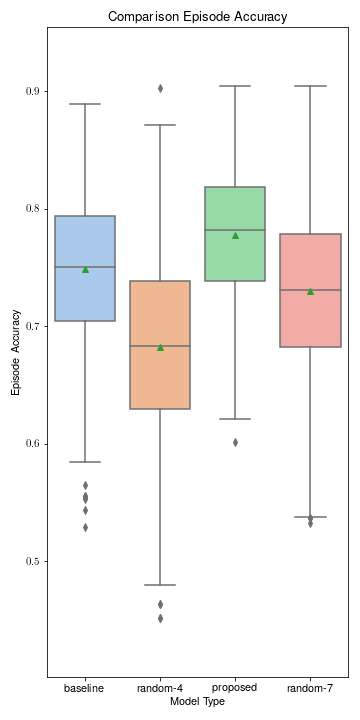 Comparison Episode Accuracy
0.9
0.8
0.7
0.6
0.5
Episode Accuracy
baseline random-4 proposed random-7
Model Type